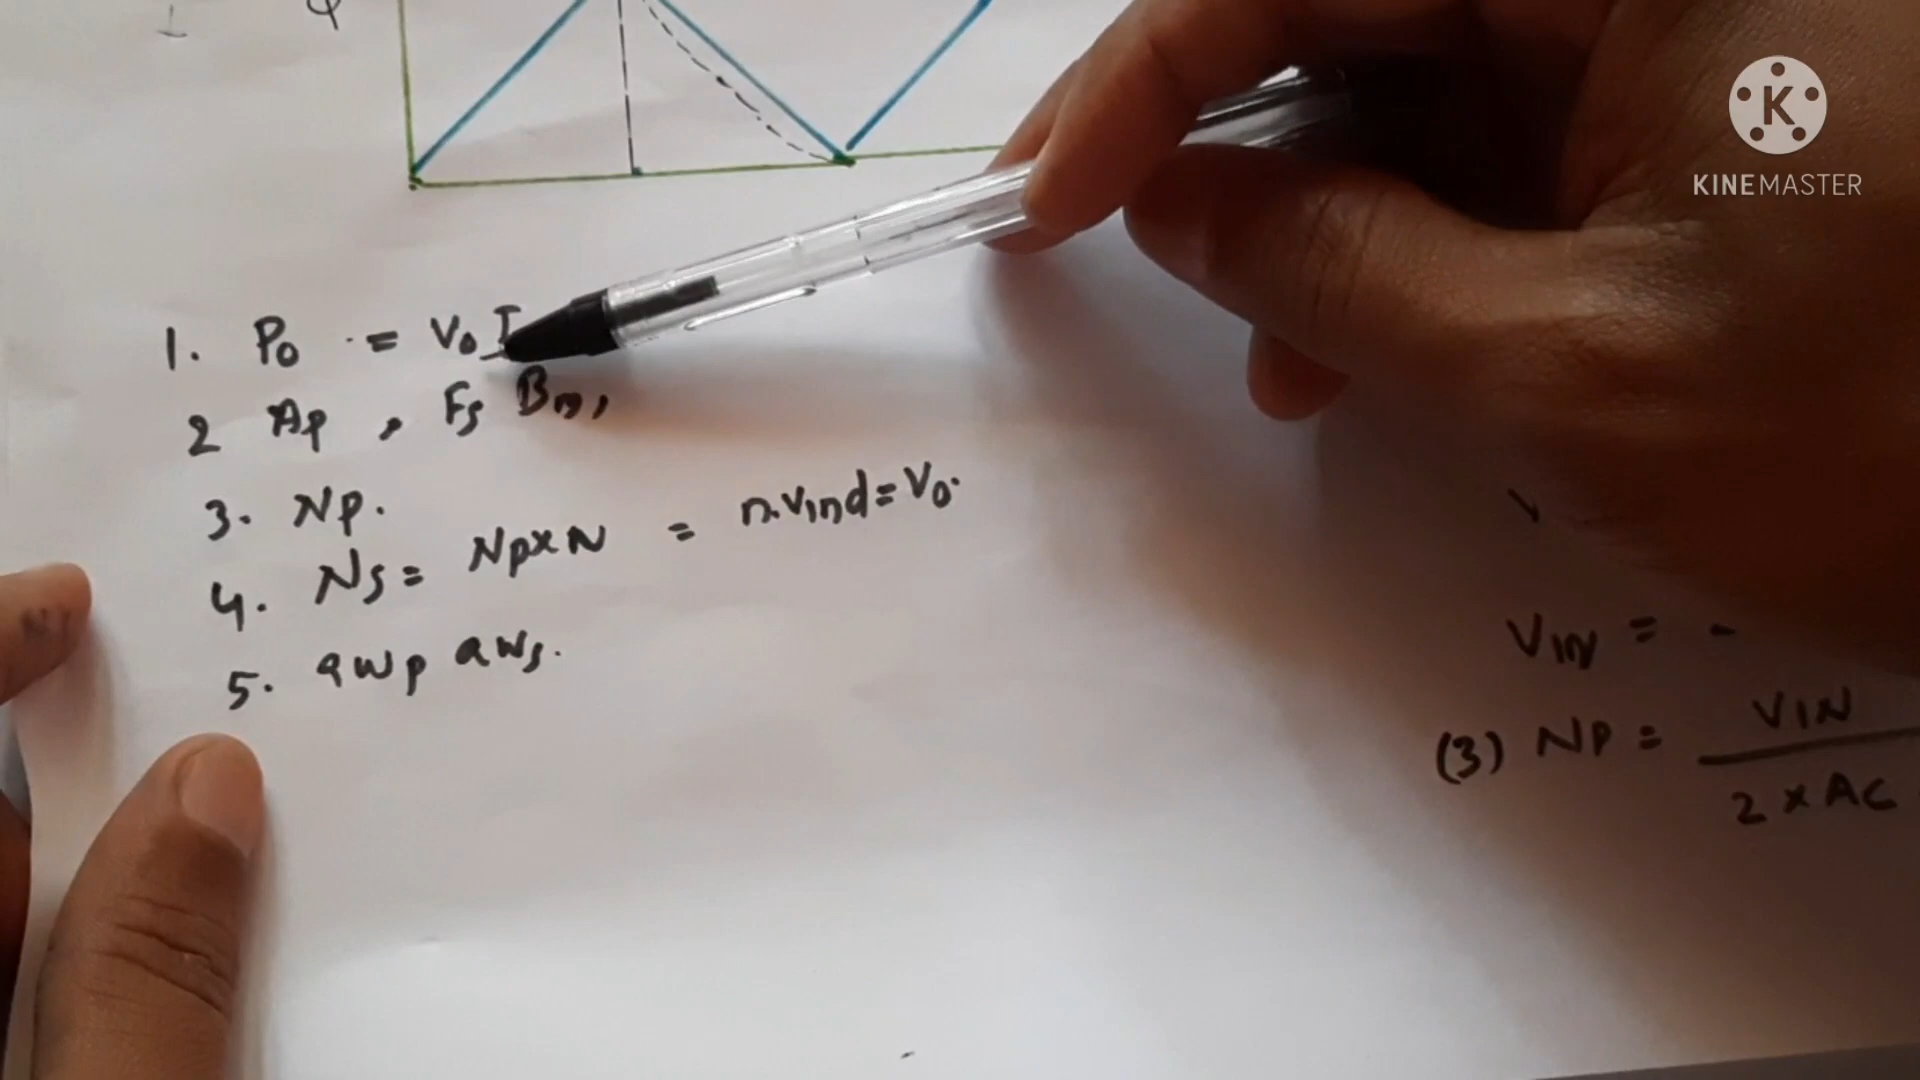 I φ
K
KINEMASTER
1. Po = Vo I
2 Ap , Fs Bm,
3. Np.
4. Ns = Np x N = n.Vind = Vo.
5. awp aws.
VIN =
(3) NP = VIN
2 x AC